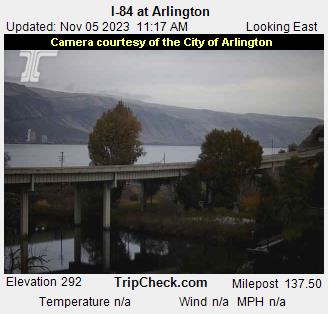 I-84 at Arlington
Updated: Nov 05 2023 11:17 AM Looking East
Camera courtesy of the City of Arlington
Elevation 292 TripCheck.com Milepost 137.50
Temperature n/a Wind n/a MPH n/a